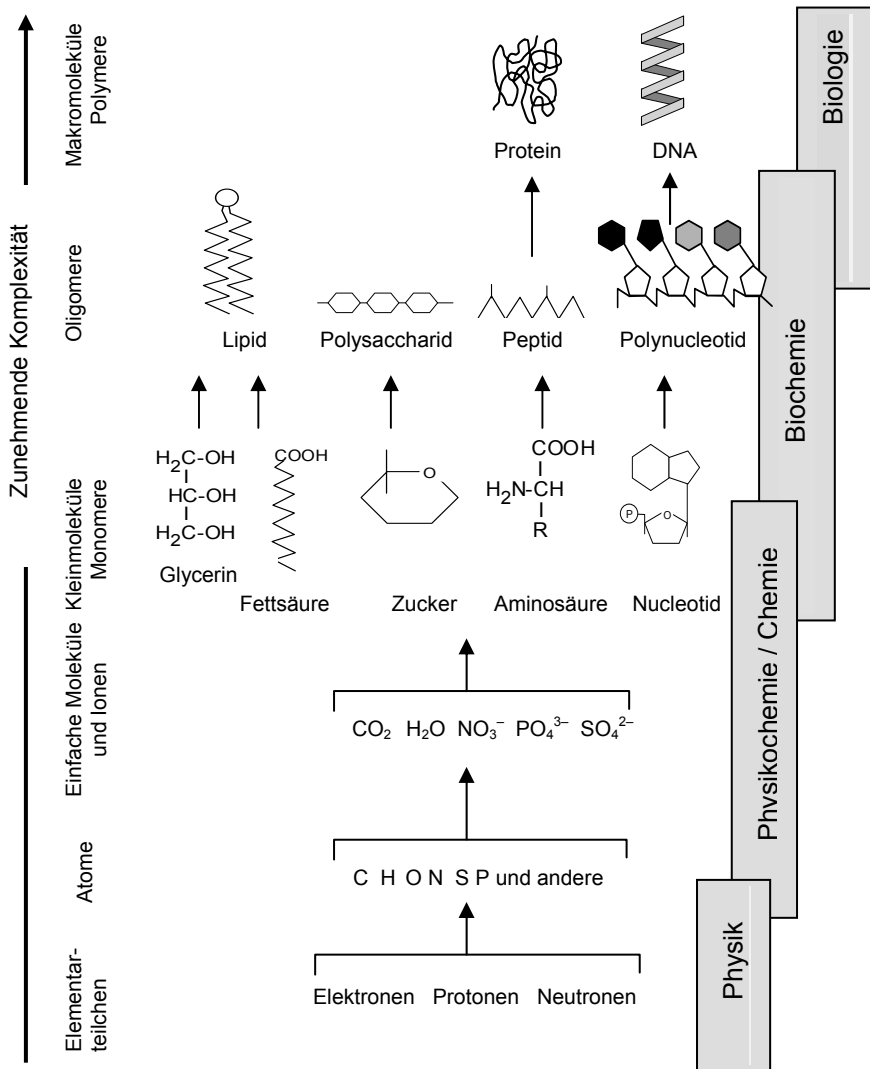 Zunehmende Komplexität
Makromoleküle
Polymere
Oligomere
Kleinmoleküle
Monomere
Einfache Moleküle
und Ionen
Atome
Elementar-
teilchen
Protein DNA
Lipid Polysaccharid Peptid Polynucleotid
H₂C-OH
HC-OH
H₂C-OH
Glycerin
COOH
Fettsäure
O
Zucker
COOH
H₂N-CH
R
Aminosäure
P
O
Nucleotid
CO₂ H₂O NO₃⁻ PO₄³⁻ SO₄²⁻
C H O N S P und andere
Elektronen Protonen Neutronen
Biologie
Biochemie
Physikochemie / Chemie
Physik